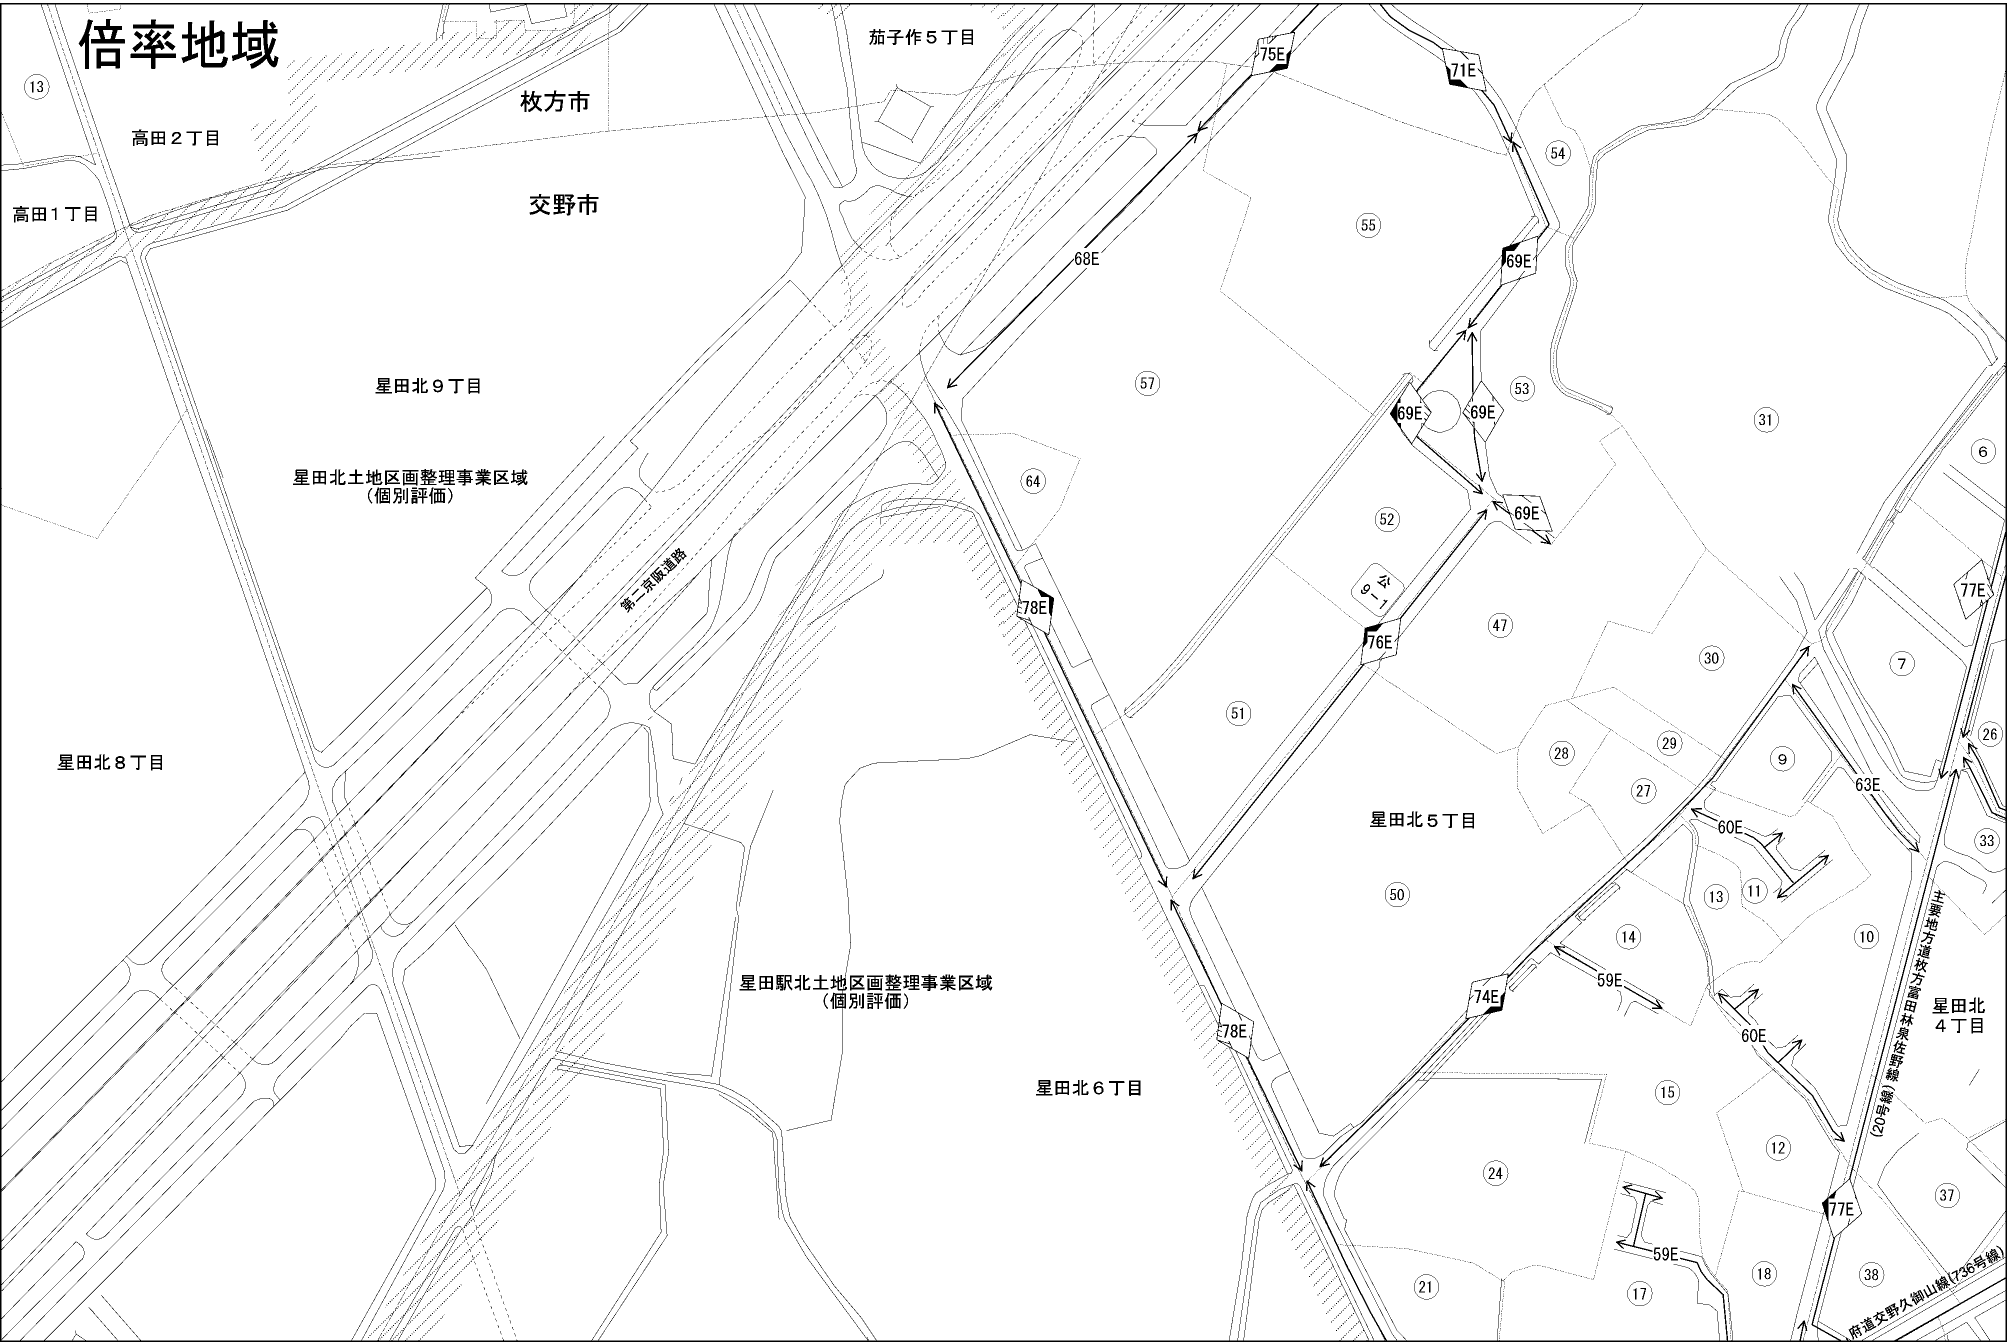 倍率地域
茄子作５丁目
75E
71E
13
枚方市
高田２丁目
54
高田１丁目
交野市
55
68E
69E
57
星田北９丁目
53
69E
69E
31
6
星田北土地区画整理事業区域
(個別評価)
64
52
69E
第二京阪道路
公
9-1
77E
78E
47
76E
30
7
51
28
29
26
星田北８丁目
9
27
63E
星田北５丁目
60E
33
50
13
11
14
10
主要地方道枚方富田林泉佐野線
(20号線)
星田駅北土地区画整理事業区域
(個別評価)
59E
74E
星田北
４丁目
78E
60E
星田北６丁目
15
12
24
37
77E
59E
21
17
18
38
府道交野久御山線(736号線)